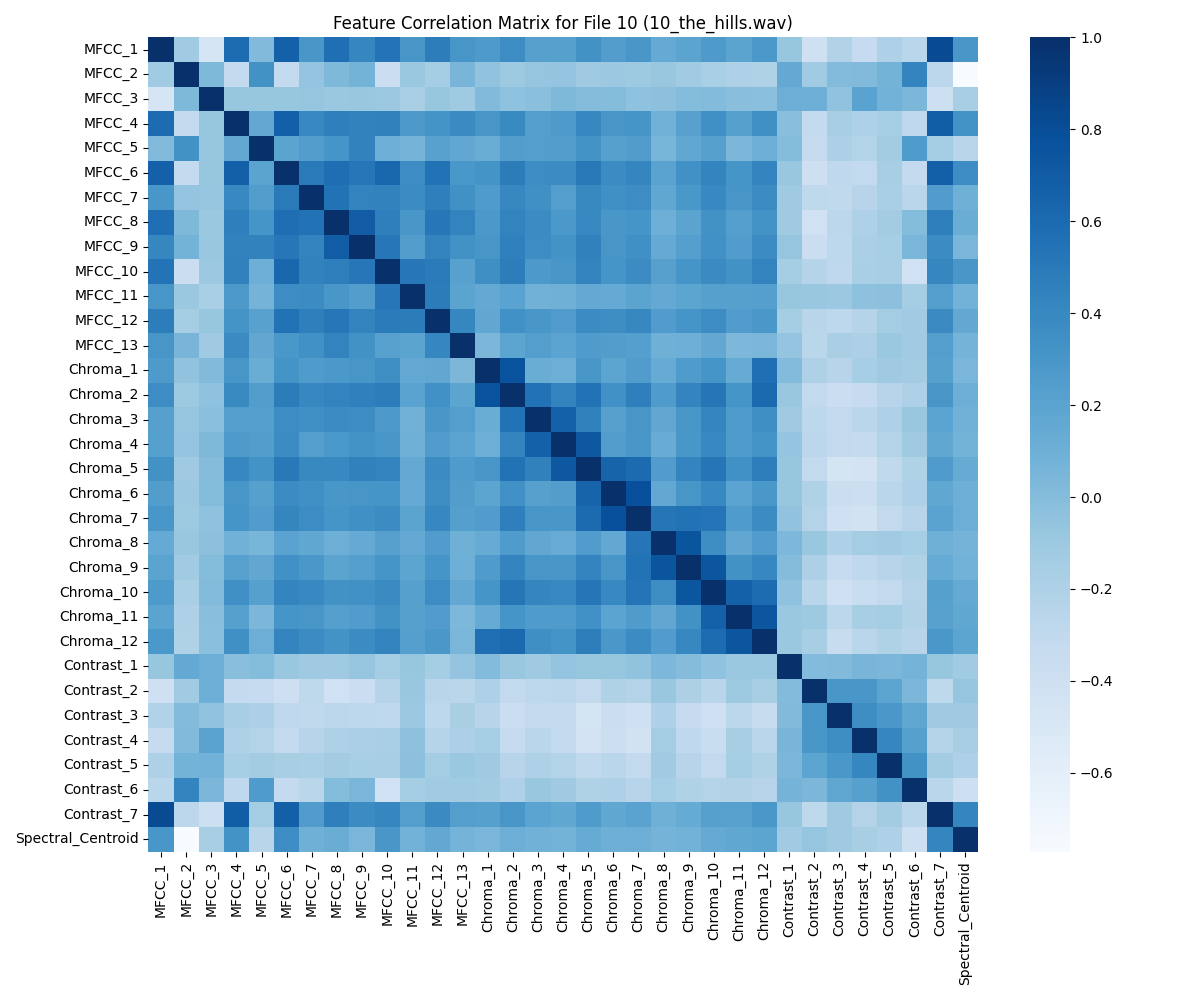 Feature Correlation Matrix for File 10 (10_the_hills.wav)
MFCC_1
MFCC_2
MFCC_3
MFCC_4
MFCC_5
MFCC_6
MFCC_7
MFCC_8
MFCC_9
MFCC_10
MFCC_11
MFCC_12
MFCC_13
Chroma_1
Chroma_2
Chroma_3
Chroma_4
Chroma_5
Chroma_6
Chroma_7
Chroma_8
Chroma_9
Chroma_10
Chroma_11
Chroma_12
Contrast_1
Contrast_2
Contrast_3
Contrast_4
Contrast_5
Contrast_6
Contrast_7
Spectral_Centroid
MFCC_1
MFCC_2
MFCC_3
MFCC_4
MFCC_5
MFCC_6
MFCC_7
MFCC_8
MFCC_9
MFCC_10
MFCC_11
MFCC_12
MFCC_13
Chroma_1
Chroma_2
Chroma_3
Chroma_4
Chroma_5
Chroma_6
Chroma_7
Chroma_8
Chroma_9
Chroma_10
Chroma_11
Chroma_12
Contrast_1
Contrast_2
Contrast_3
Contrast_4
Contrast_5
Contrast_6
Contrast_7
Spectral_Centroid
1.0
0.8
0.6
0.4
0.2
0.0
−0.2
−0.4
−0.6